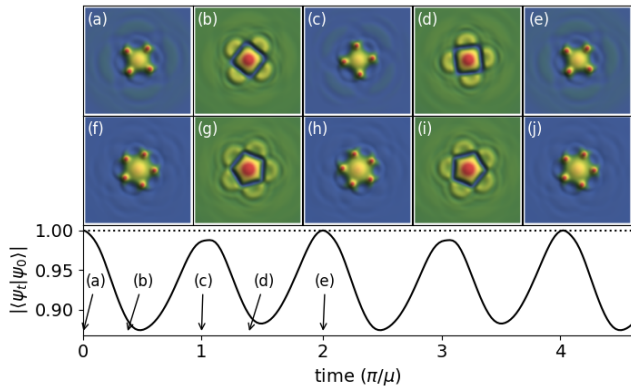 (a) (b) (c) (d) (e)
(f) (g) (h) (i) (j)
1.00
0.95
0.90
|⟨ψt|ψ0⟩|
(a) (b) (c) (d) (e)
0 1 2 3 4
time (π/μ)